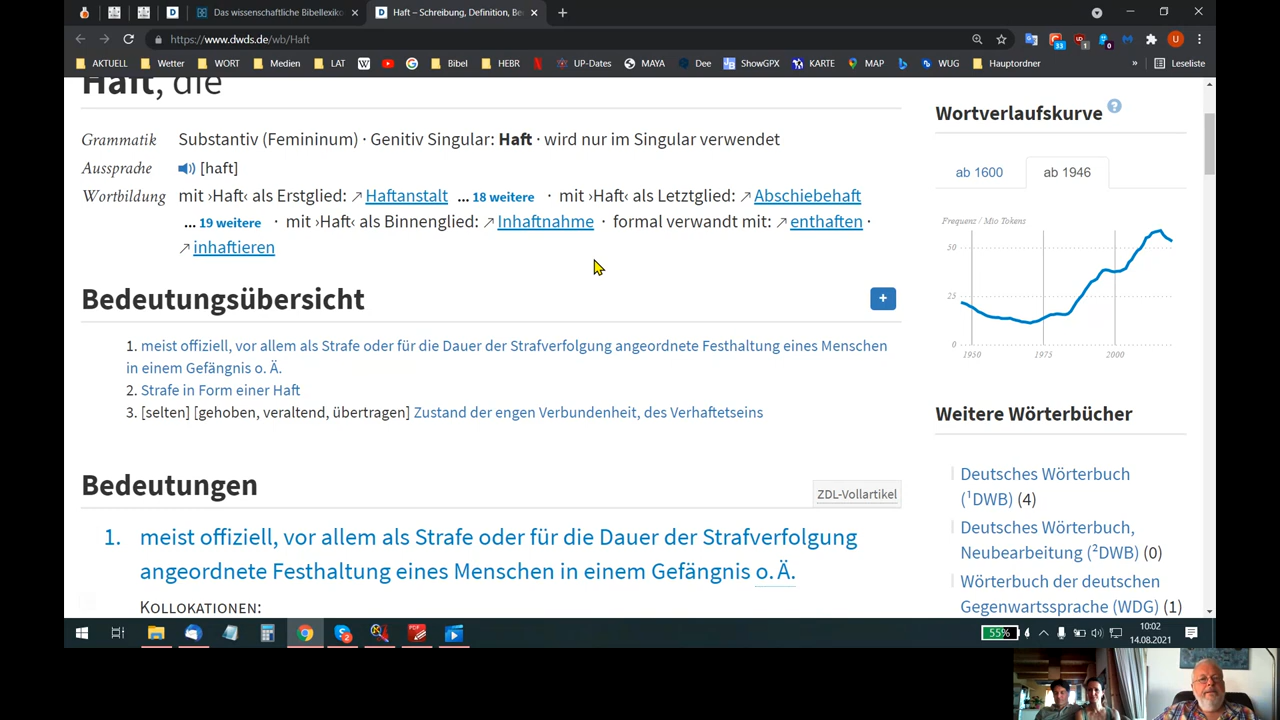 Das wissenschaftliche Bibellexiko
Haft – Schreibung, Definition, Be
https://www.dwds.de/wb/Haft
33 1 0 U
AKTUELL Wetter WORT Medien LAT Bibel HEBR UP-Dates MAYA Dee ShowGPX KARTE MAP WUG Hauptordner » Leseliste
Haft, die
Grammatik Substantiv (Femininum) · Genitiv Singular: Haft · wird nur im Singular verwendet
Aussprache [haft]
Wortbildung mit ›Haft‹ als Erstglied: ↗ Haftanstalt ... 18 weitere · mit ›Haft‹ als Letztglied: ↗ Abschiebehaft
... 19 weitere · mit ›Haft‹ als Binnenglied: ↗ Inhaftnahme · formal verwandt mit: ↗ enthaften ·
↗ inhaftieren
Bedeutungsübersicht
+
1. meist offiziell, vor allem als Strafe oder für die Dauer der Strafverfolgung angeordnete Festhaltung eines Menschen
in einem Gefängnis o. Ä.
2. Strafe in Form einer Haft
3. [selten] [gehoben, veraltend, übertragen] Zustand der engen Verbundenheit, des Verhaftetseins
Bedeutungen
ZDL-Vollartikel
1. meist offiziell, vor allem als Strafe oder für die Dauer der Strafverfolgung
angeordnete Festhaltung eines Menschen in einem Gefängnis o. Ä.
KOLLOKATIONEN:
Wortverlaufskurve ?
ab 1600 ab 1946
Frequenz / Mio Tokens
50
25
0
1950 1975 2000
Weitere Wörterbücher
Deutsches Wörterbuch
(¹DWB) (4)
Deutsches Wörterbuch,
Neubearbeitung (²DWB) (0)
Wörterbuch der deutschen
Gegenwartssprache (WDG) (1)
55%
10:02
14.08.2021